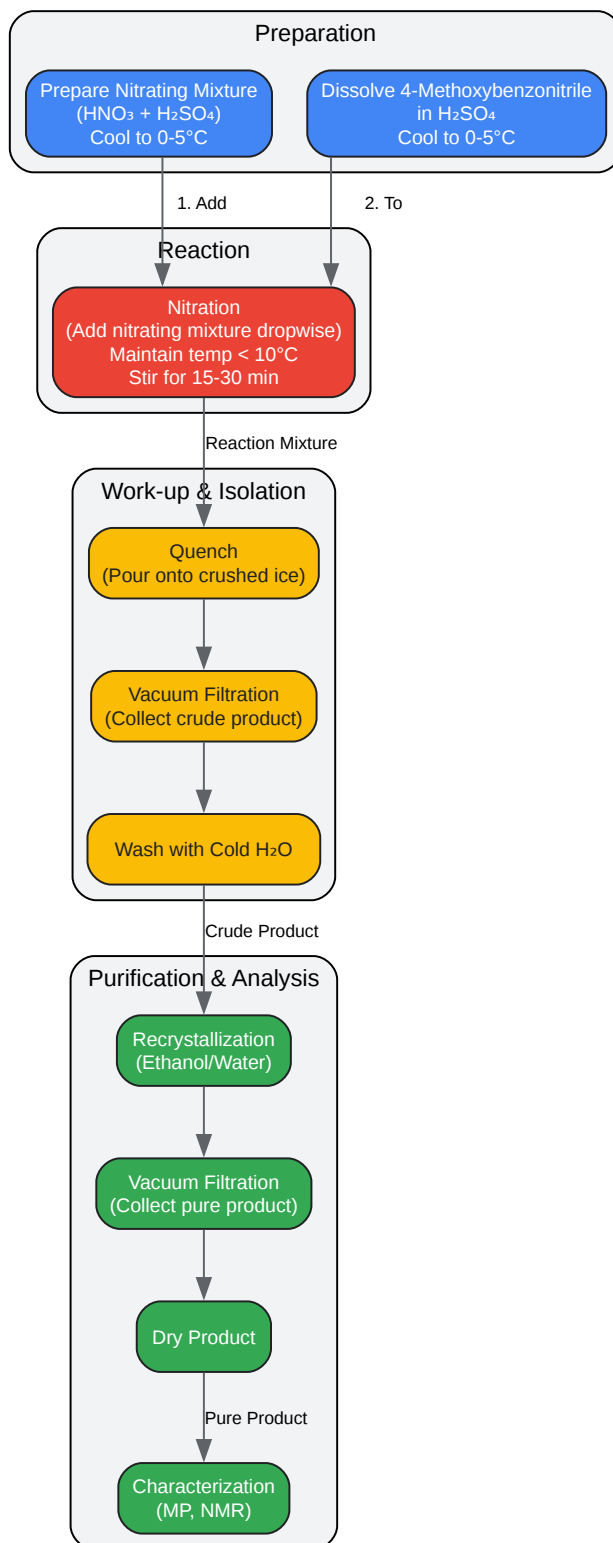 Preparation
Prepare Nitrating Mixture
(HNO₃ + H₂SO₄)
Cool to 0-5°C
Dissolve 4-Methoxybenzonitrile
in H₂SO₄
Cool to 0-5°C
1. Add
2. To
Reaction
Nitration
(Add nitrating mixture dropwise)
Maintain temp < 10°C
Stir for 15-30 min
Reaction Mixture
Work-up & Isolation
Quench
(Pour onto crushed ice)
Vacuum Filtration
(Collect crude product)
Wash with Cold H₂O
Crude Product
Purification & Analysis
Recrystallization
(Ethanol/Water)
Vacuum Filtration
(Collect pure product)
Dry Product
Pure Product
Characterization
(MP, NMR)